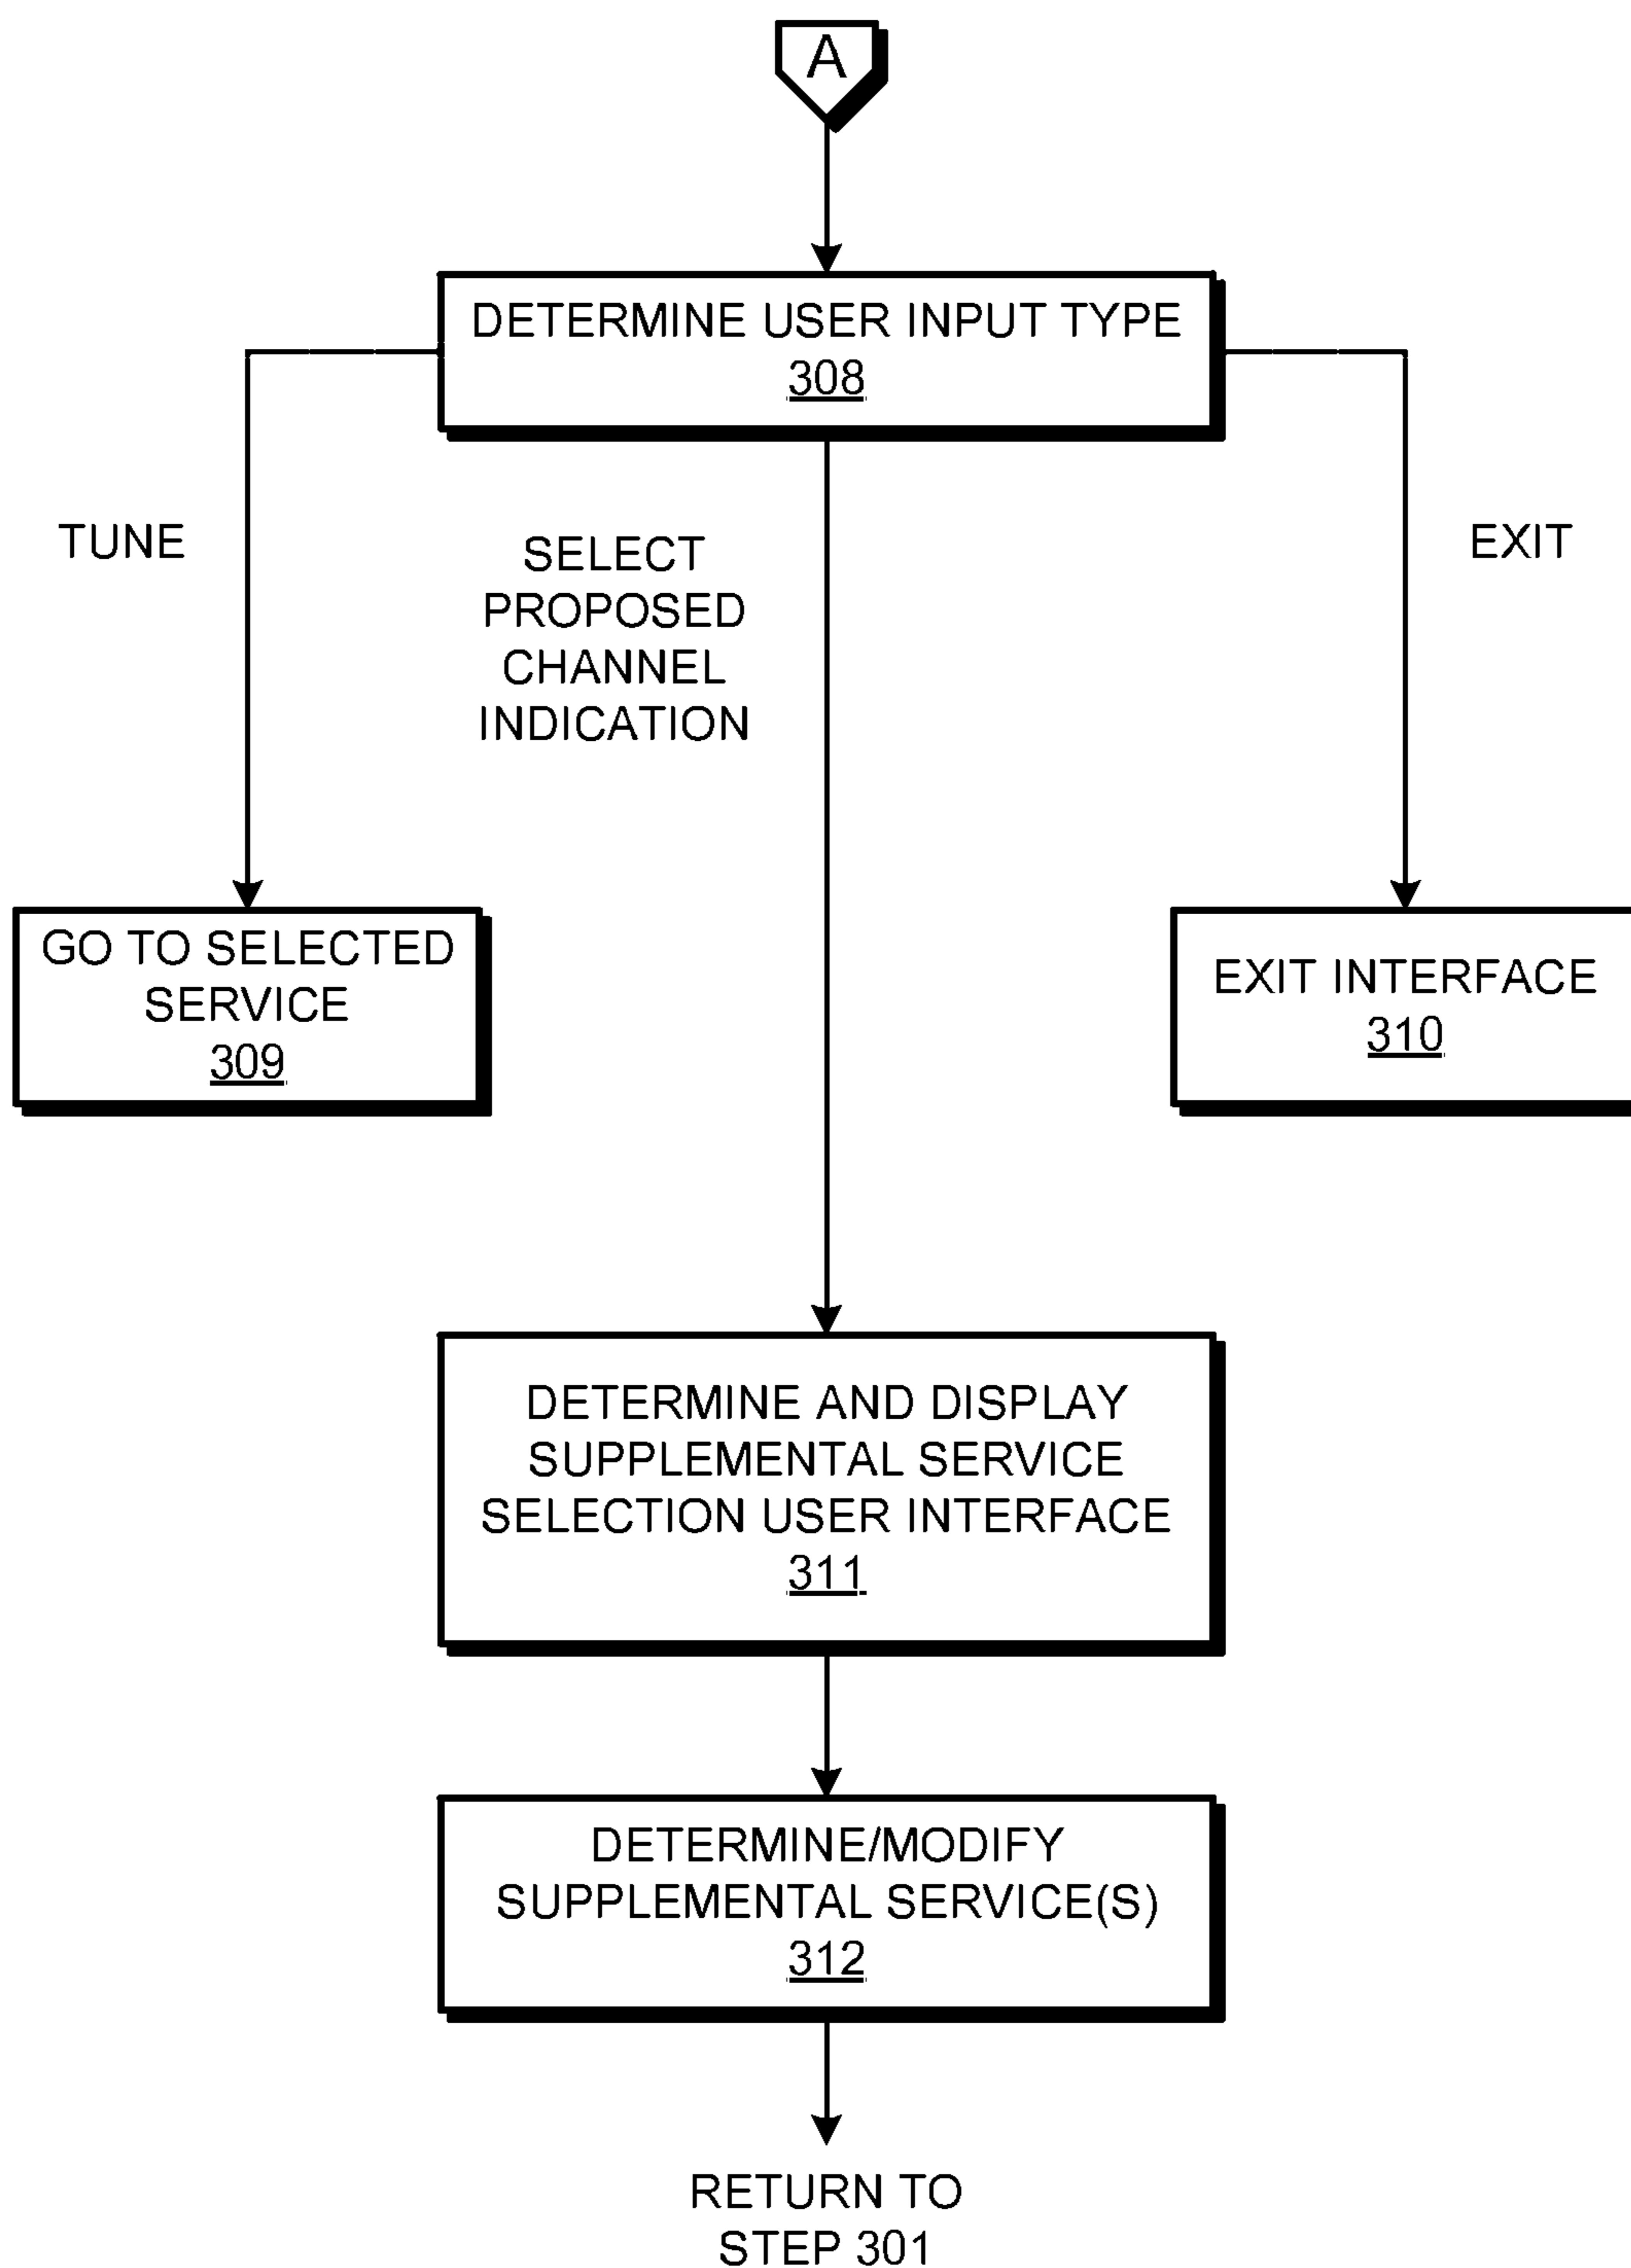 A
DETERMINE USER INPUT TYPE
308
TUNE
SELECT
PROPOSED
CHANNEL
INDICATION
EXIT
GO TO SELECTED
SERVICE
309
EXIT INTERFACE
310
DETERMINE AND DISPLAY
SUPPLEMENTAL SERVICE
SELECTION USER INTERFACE
311
DETERMINE/MODIFY
SUPPLEMENTAL SERVICE(S)
312
RETURN TO
STEP 301